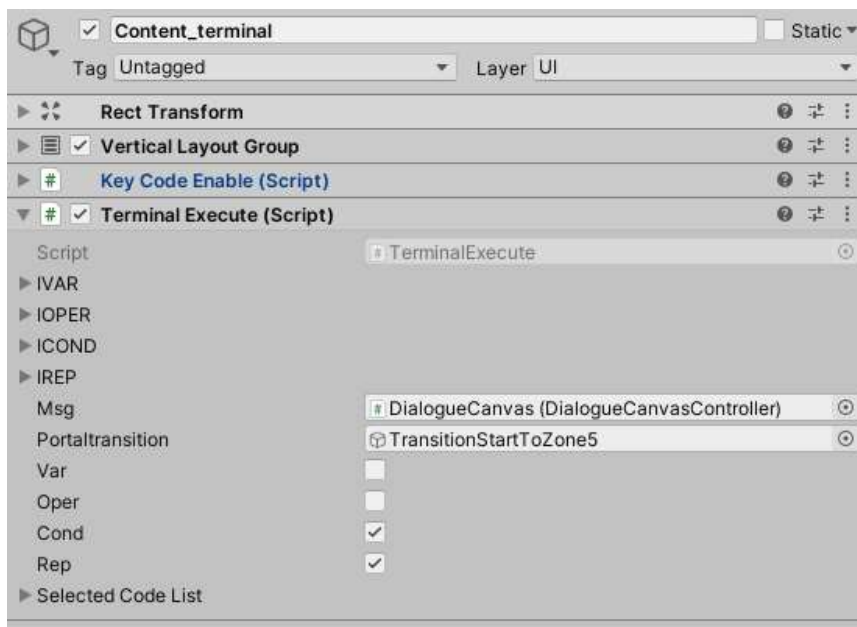 Content_terminal Static
Tag Untagged Layer UI
Rect Transform
Vertical Layout Group
# Key Code Enable (Script)
# Terminal Execute (Script)
Script # TerminalExecute
IVAR
IOPER
ICOND
IREP
Msg # DialogueCanvas (DialogueCanvasController)
Portaltransition TransitionStartToZone5
Var
Oper
Cond
Rep
Selected Code List